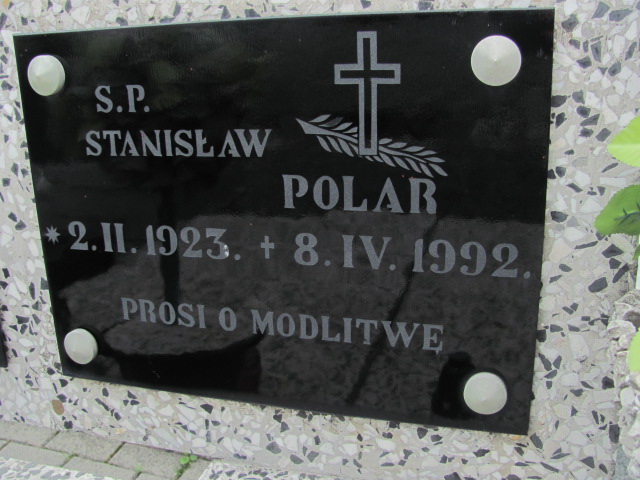 S.P.
STANISŁAW
POLAR
* 2. II. 1923. + 8. IV. 1992.
PROSI O MODLITWĘ